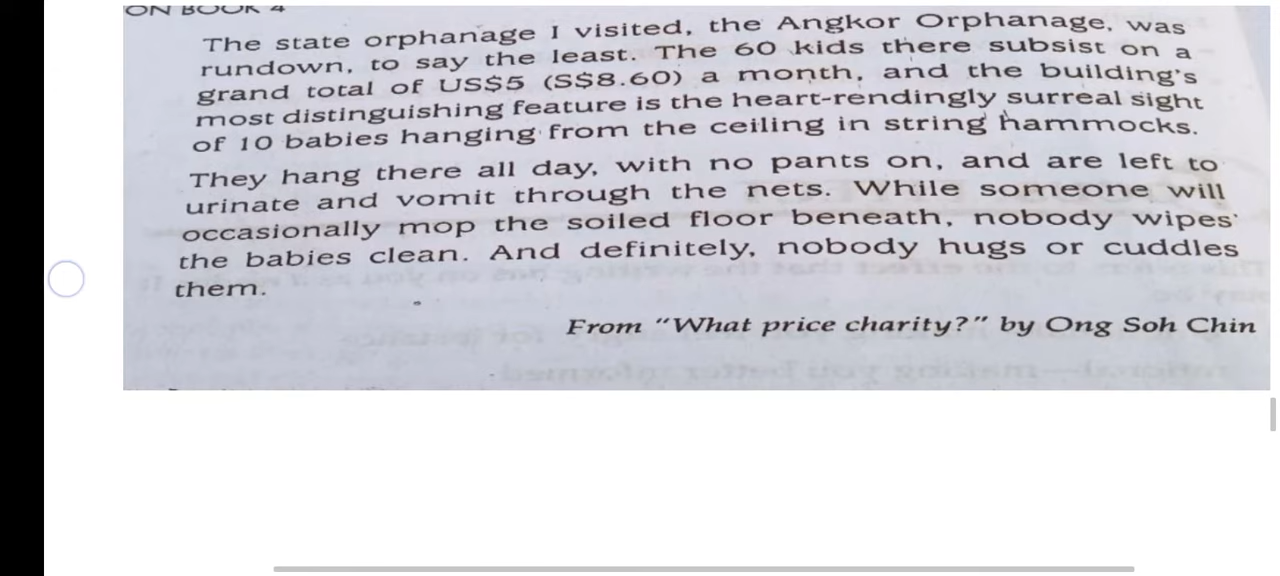 ON BOOK 4
The state orphanage I visited, the Angkor Orphanage, was
rundown, to say the least. The 60 kids there subsist on a
grand total of US$5 (S$8.60) a month, and the building's
most distinguishing feature is the heart-rendingly surreal sight
of 10 babies hanging from the ceiling in string hammocks.
They hang there all day, with no pants on, and are left to
urinate and vomit through the nets. While someone will
occasionally mop the soiled floor beneath, nobody wipes
the babies clean. And definitely, nobody hugs or cuddles
them.
From "What price charity?" by Ong Soh Chin